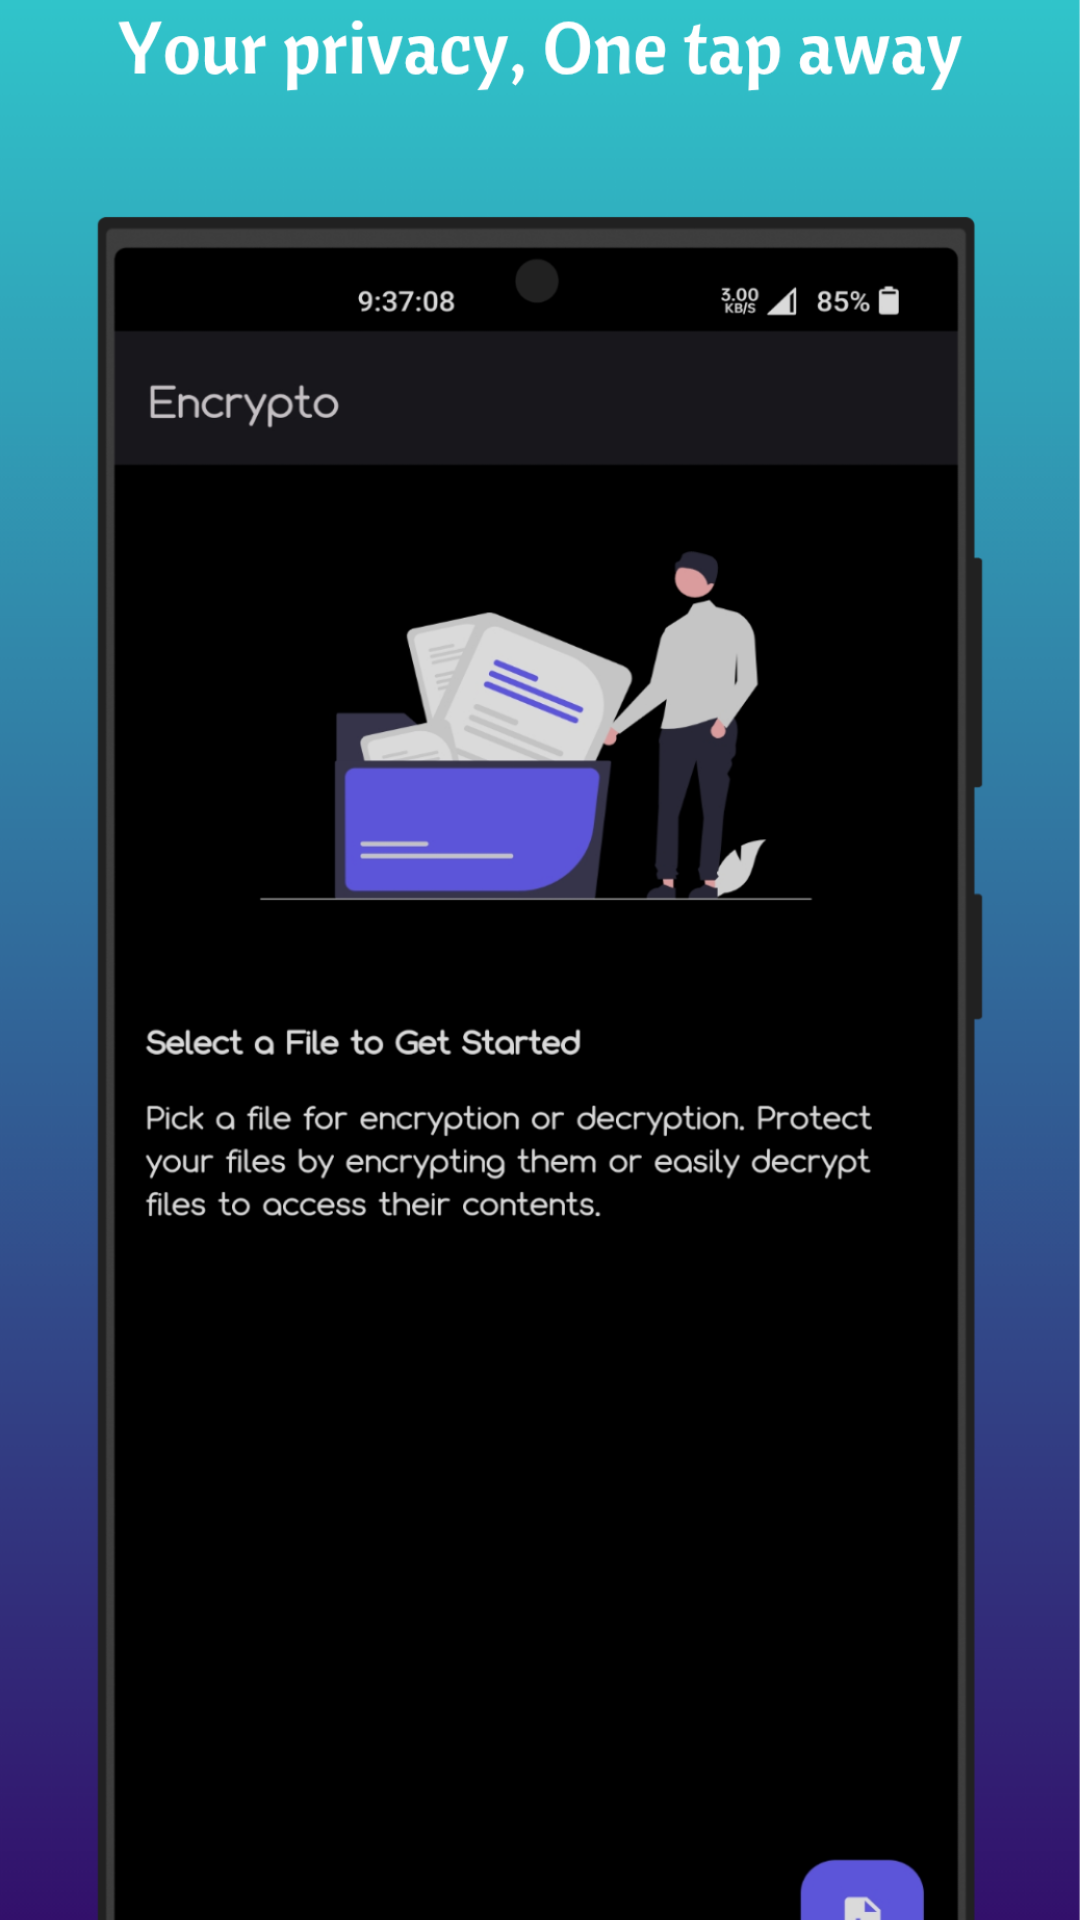 Your privacy, One tap away
9:37:08
3.00
KB/S
85%
Encrypto
Select a File to Get Started
Pick a file for encryption or decryption. Protect
your files by encrypting them or easily decrypt
files to access their contents.